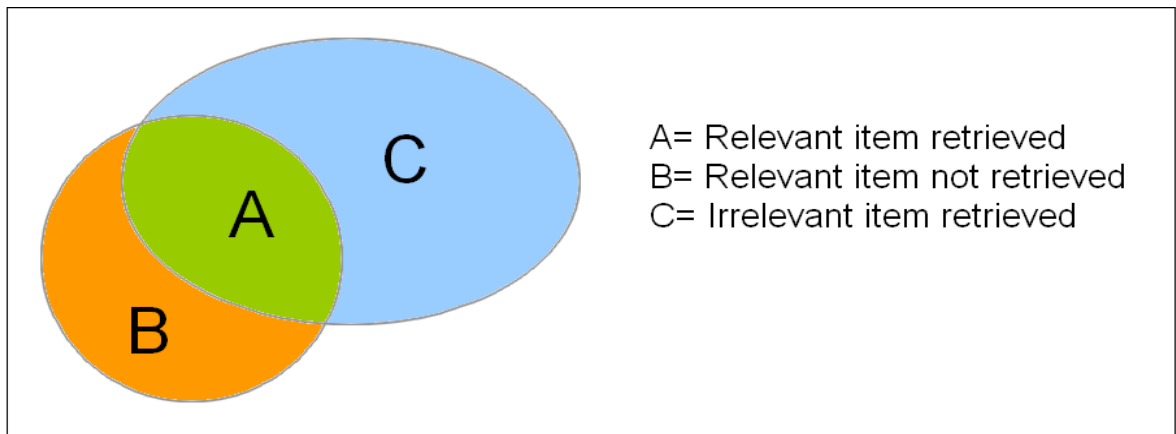 C
A
B
A= Relevant item retrieved
B= Relevant item not retrieved
C= Irrelevant item retrieved